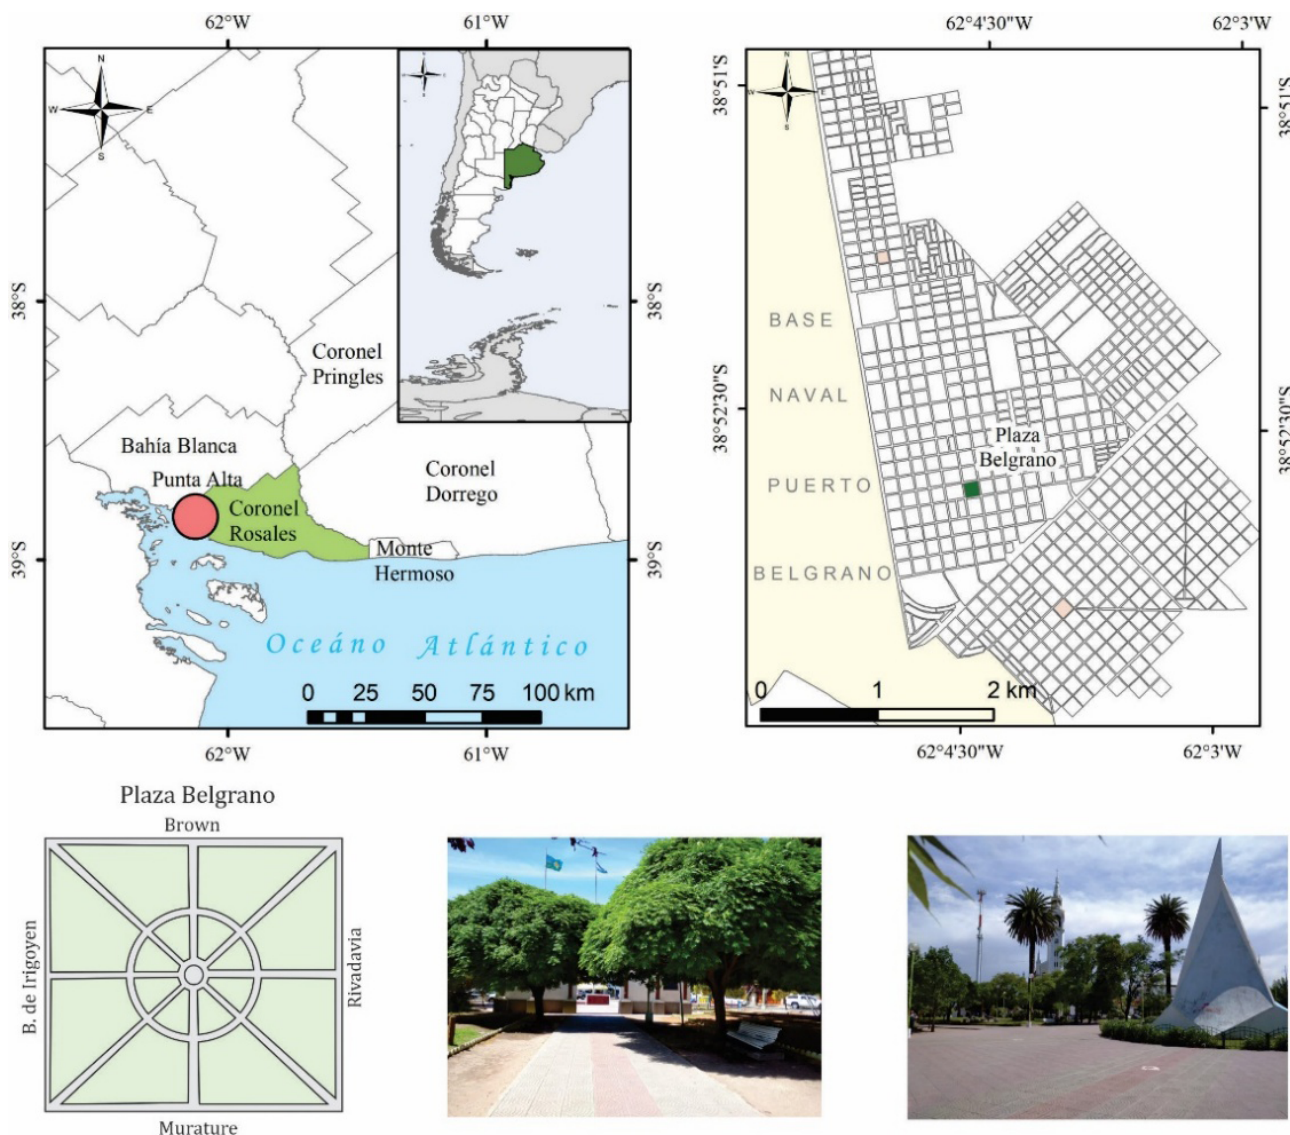 62°W
61°W
N
W
E
S
38°S
38°S
39°S
39°S
Coronel
Pringles
Bahía Blanca
Punta Alta
Coronel
Rosales
Coronel
Dorrego
Monte
Hermoso
Oceáno Atlántico
0 25 50 75 100 km
62°W
61°W
62°4'30"W
62°3'W
38°51'S
38°51'S
N
W
E
S
BASE
NAVAL
PUERTO
BELGRANO
Plaza
Belgrano
38°52'30"S
38°52'30"S
0 1 2 km
62°4'30"W
62°3'W
Plaza Belgrano
Brown
B. de Irigoyen
Rivadavia
Murature